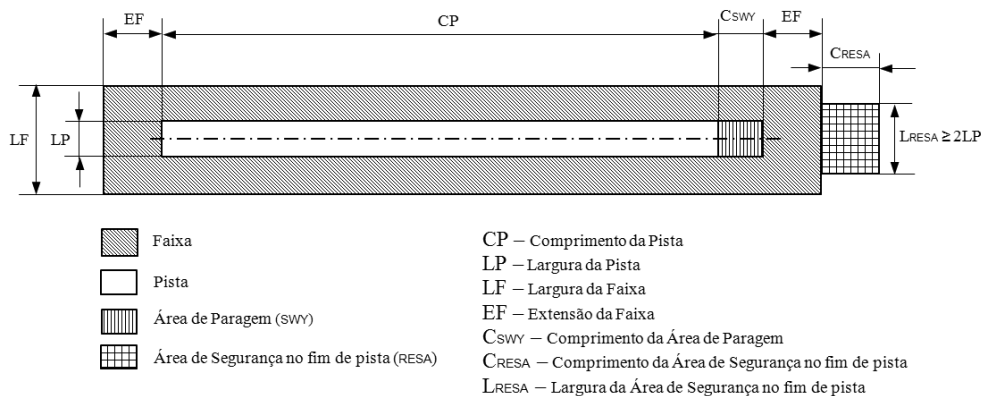 EF
CP
CSWY
EF
CRESA
LF
LP
LRESA ≥ 2LP
Faixa
Pista
Área de Paragem (SWY)
Área de Segurança no fim de pista (RESA)
CP – Comprimento da Pista
LP – Largura da Pista
LF – Largura da Faixa
EF – Extensão da Faixa
CSWY – Comprimento da Área de Paragem
CRESA – Comprimento da Área de Segurança no fim de pista
LRESA – Largura da Área de Segurança no fim de pista